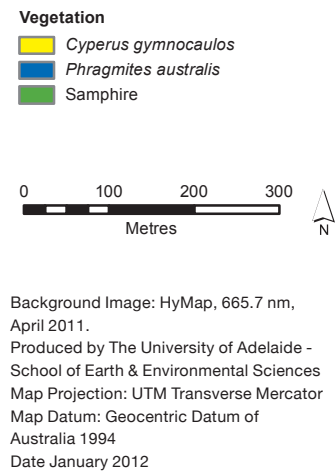 Vegetation
Cyperus gymnocaulos
Phragmites australis
Samphire
0 100 200 300
Metres
N
Background Image: HyMap, 665.7 nm,
April 2011.
Produced by The University of Adelaide -
School of Earth & Environmental Sciences
Map Projection: UTM Transverse Mercator
Map Datum: Geocentric Datum of
Australia 1994
Date January 2012